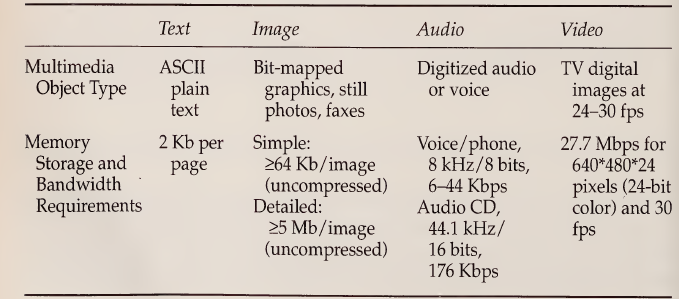 Text Image Audio Video
Multimedia
Object Type
ASCII
plain
text
Bit-mapped
graphics, still
photos, faxes
Digitized audio
or voice
TV digital
images at
24–30 fps
Memory
Storage and
Bandwidth
Requirements
2 Kb per
page
Simple:
≥64 Kb/image
(uncompressed)
Detailed:
≥5 Mb/image
(uncompressed)
Voice/phone,
8 kHz/8 bits,
6–44 Kbps
Audio CD,
44.1 kHz/
16 bits,
176 Kbps
27.7 Mbps for
640*480*24
pixels (24-bit
color) and 30
fps